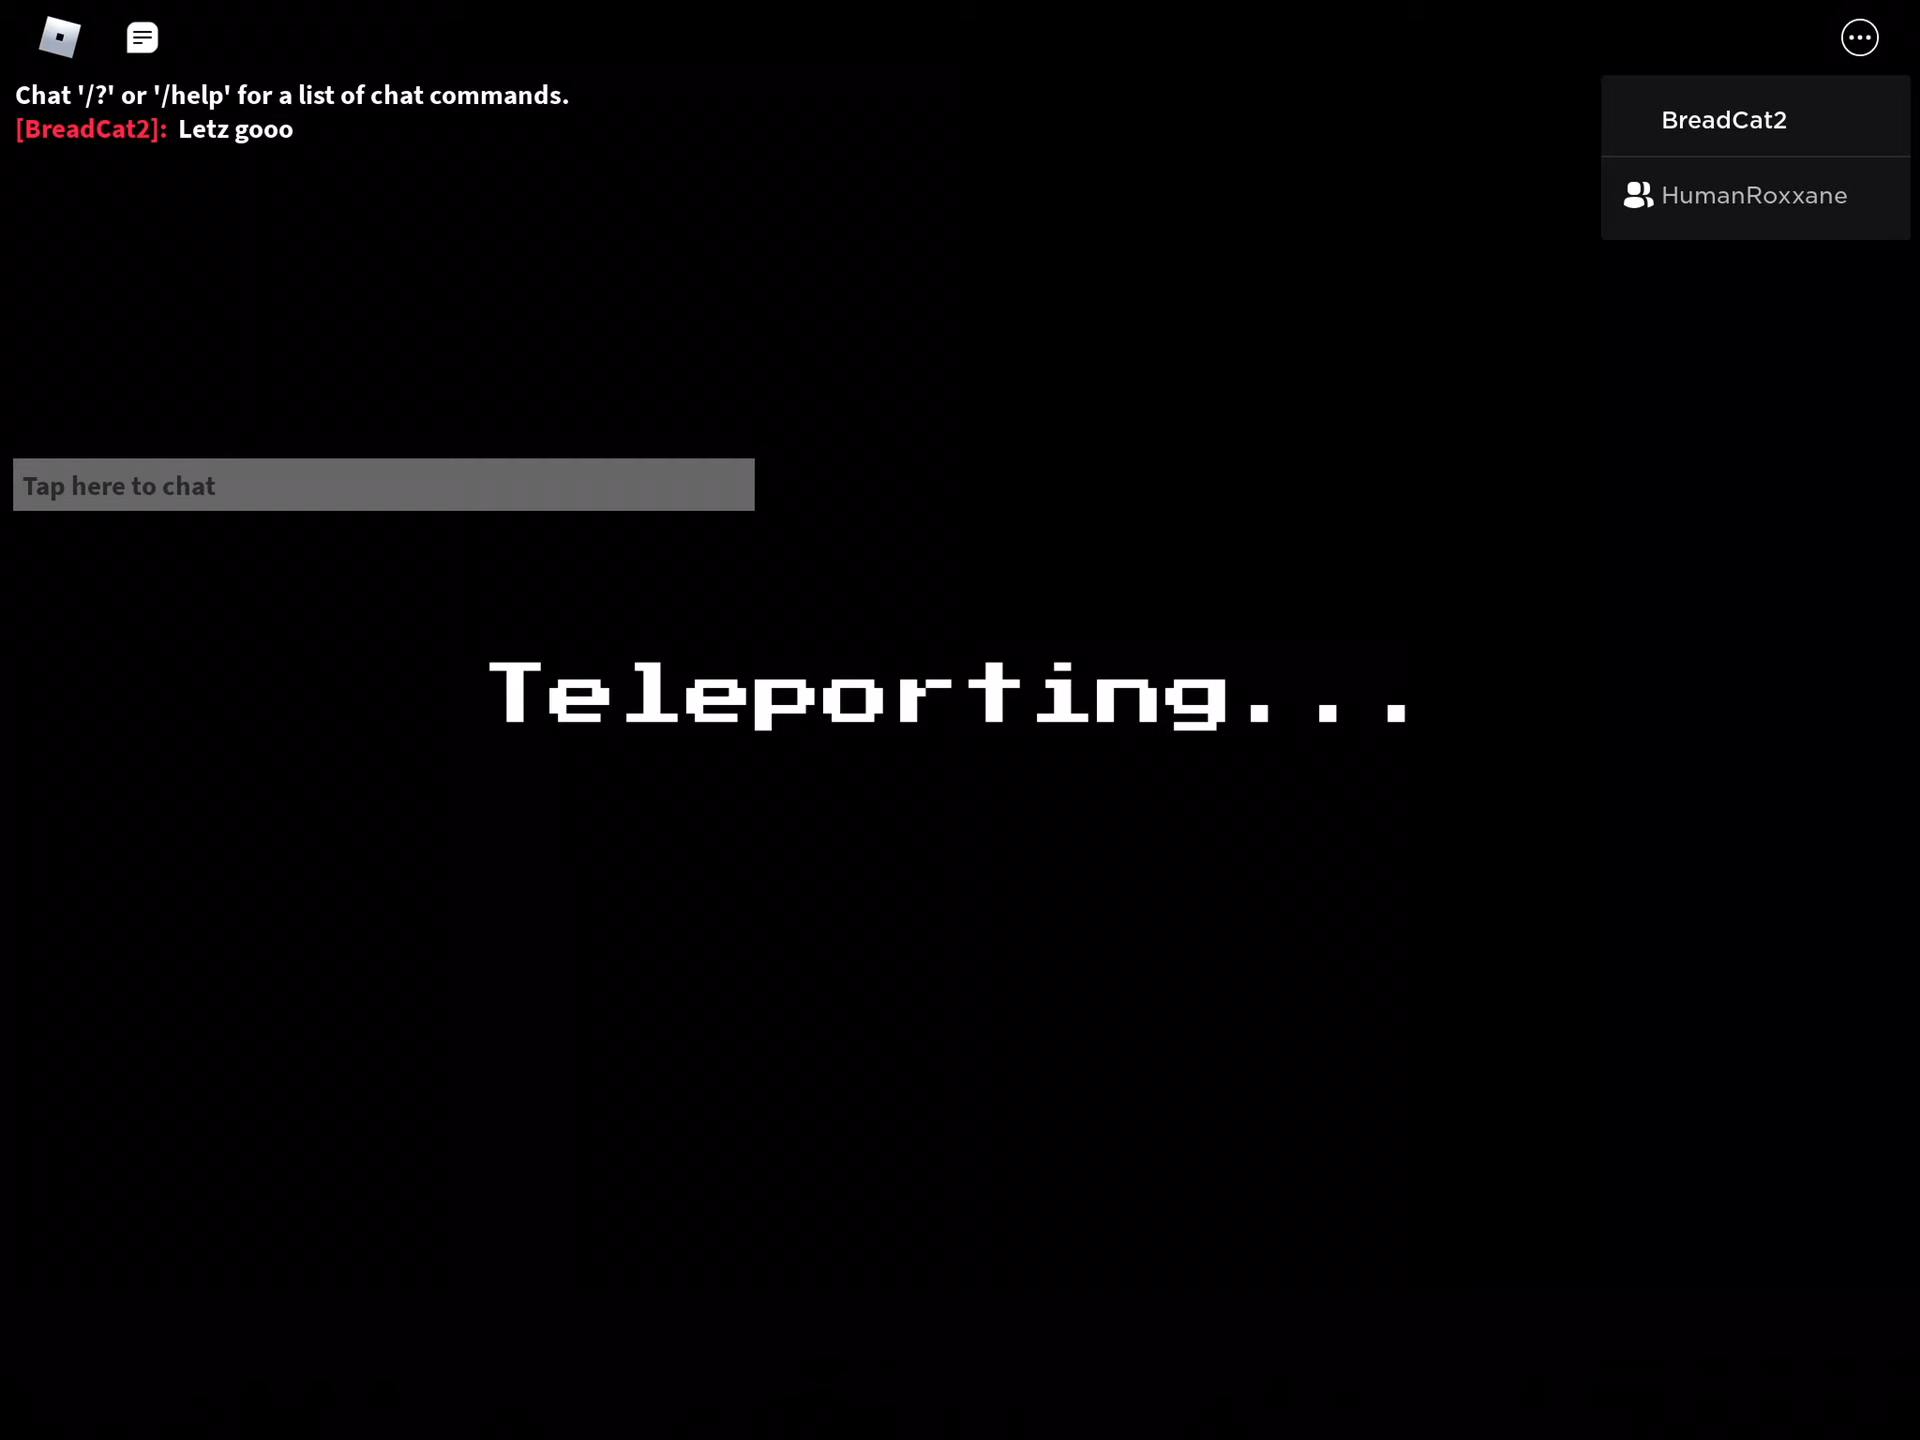 Chat '/?' or '/help' for a list of chat commands.
[BreadCat2]: Letz gooo
BreadCat2
HumanRoxxane
Tap here to chat
Teleporting...